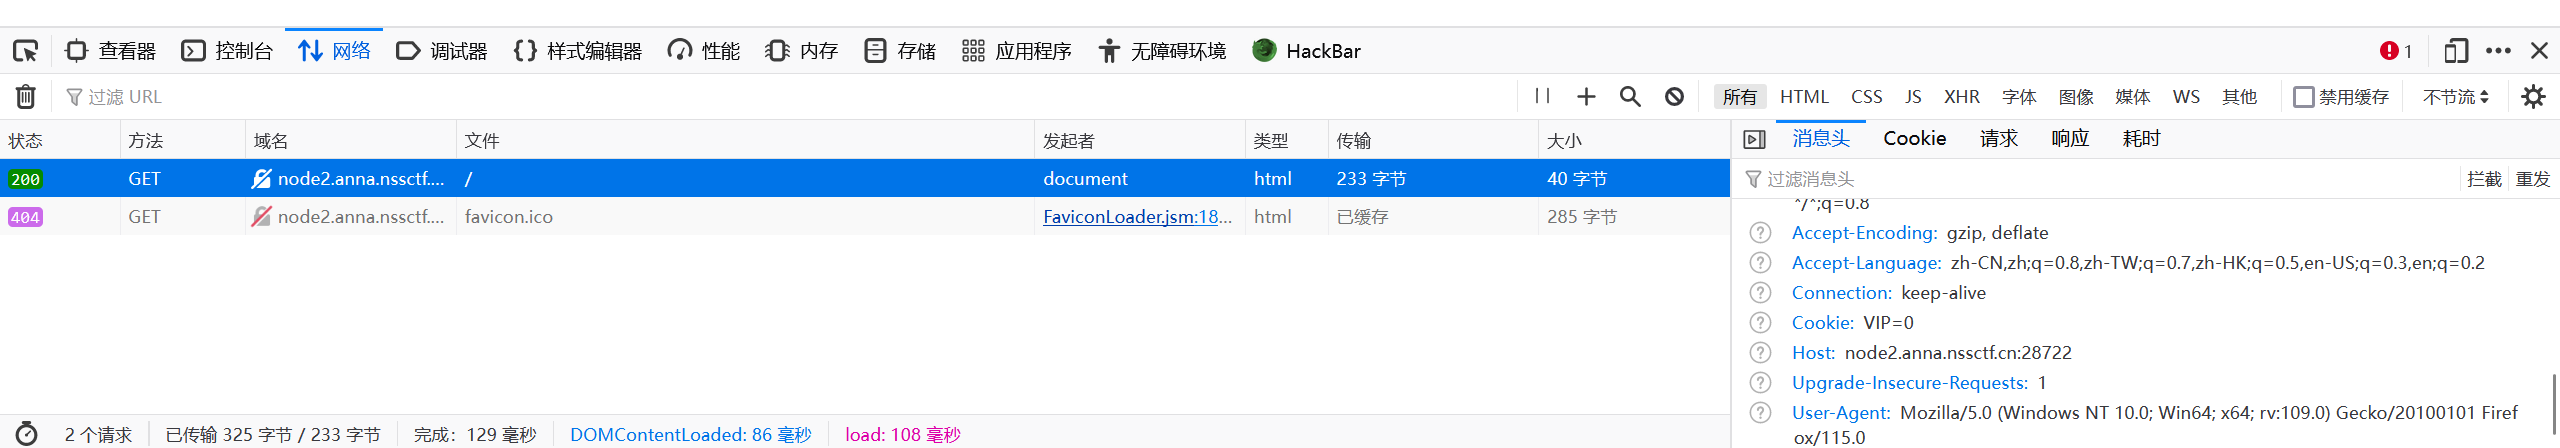 查看器 控制台 网络 调试器 样式编辑器 性能 内存 存储 应用程序 无障碍环境 HackBar 1
过滤 URL 所有 HTML CSS JS XHR 字体 图像 媒体 WS 其他 禁用缓存 不节流
状态 方法 域名 文件 发起者 类型 传输 大小
200 GET node2.anna.nssctf.... / document html 233 字节 40 字节
404 GET node2.anna.nssctf.... favicon.ico FaviconLoader.jsm:18... html 已缓存 285 字节
2 个请求 已传输 325 字节 / 233 字节 完成：129 毫秒 DOMContentLoaded: 86 毫秒 load: 108 毫秒
消息头 Cookie 请求 响应 耗时
过滤消息头 拦截 重发
*/*;q=0.8
Accept-Encoding: gzip, deflate
Accept-Language: zh-CN,zh;q=0.8,zh-TW;q=0.7,zh-HK;q=0.5,en-US;q=0.3,en;q=0.2
Connection: keep-alive
Cookie: VIP=0
Host: node2.anna.nssctf.cn:28722
Upgrade-Insecure-Requests: 1
User-Agent: Mozilla/5.0 (Windows NT 10.0; Win64; x64; rv:109.0) Gecko/20100101 Firef
ox/115.0